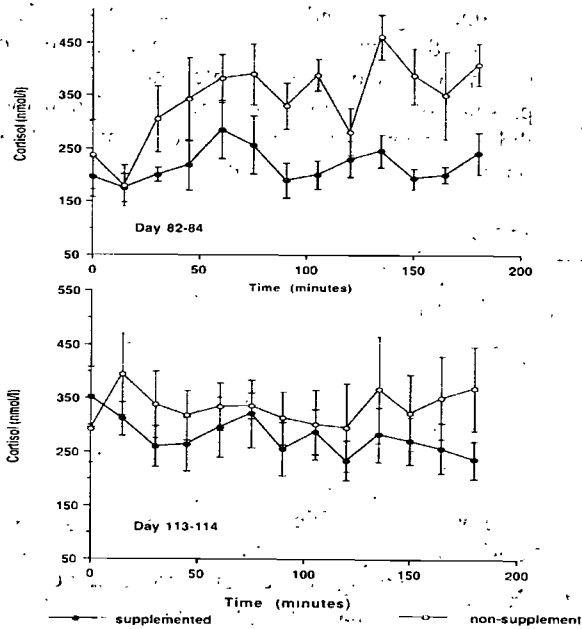 450
350
Cortisol (nmol/l)
250
150
Day 82-84
50
0 50 100 150 200
Time (minutes)
550
450
350
Cortisol (nmol/l)
250
150
Day 113-114
50
0 50 100 150 200
Time (minutes)
supplemented non-supplement